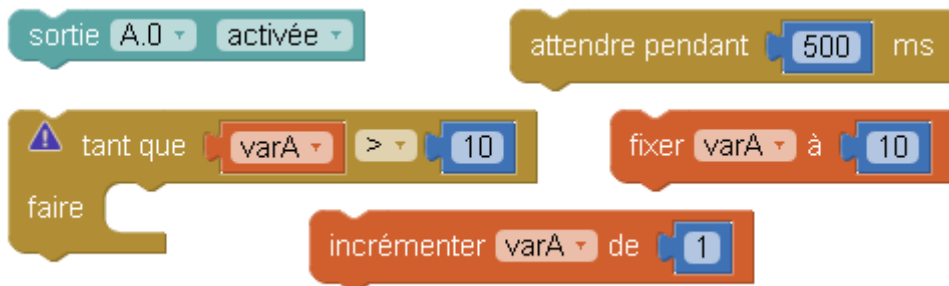 sortie A.0 activée
attendre pendant 500 ms
tant que varA > 10
fixer varA à 10
faire
incrémenter varA de 1